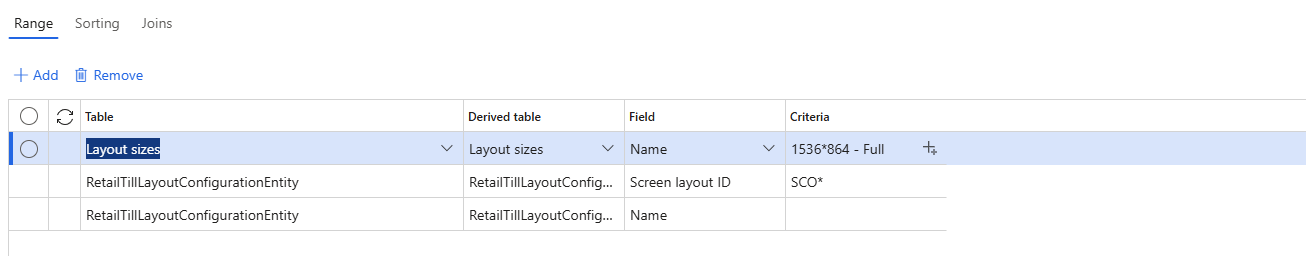 Range Sorting Joins
Add Remove
Table Derived table Field Criteria
Layout sizes Layout sizes Name 1536*864 - Full
RetailTillLayoutConfigurationEntity RetailTillLayoutConfig... Screen layout ID SCO*
RetailTillLayoutConfigurationEntity RetailTillLayoutConfig... Name